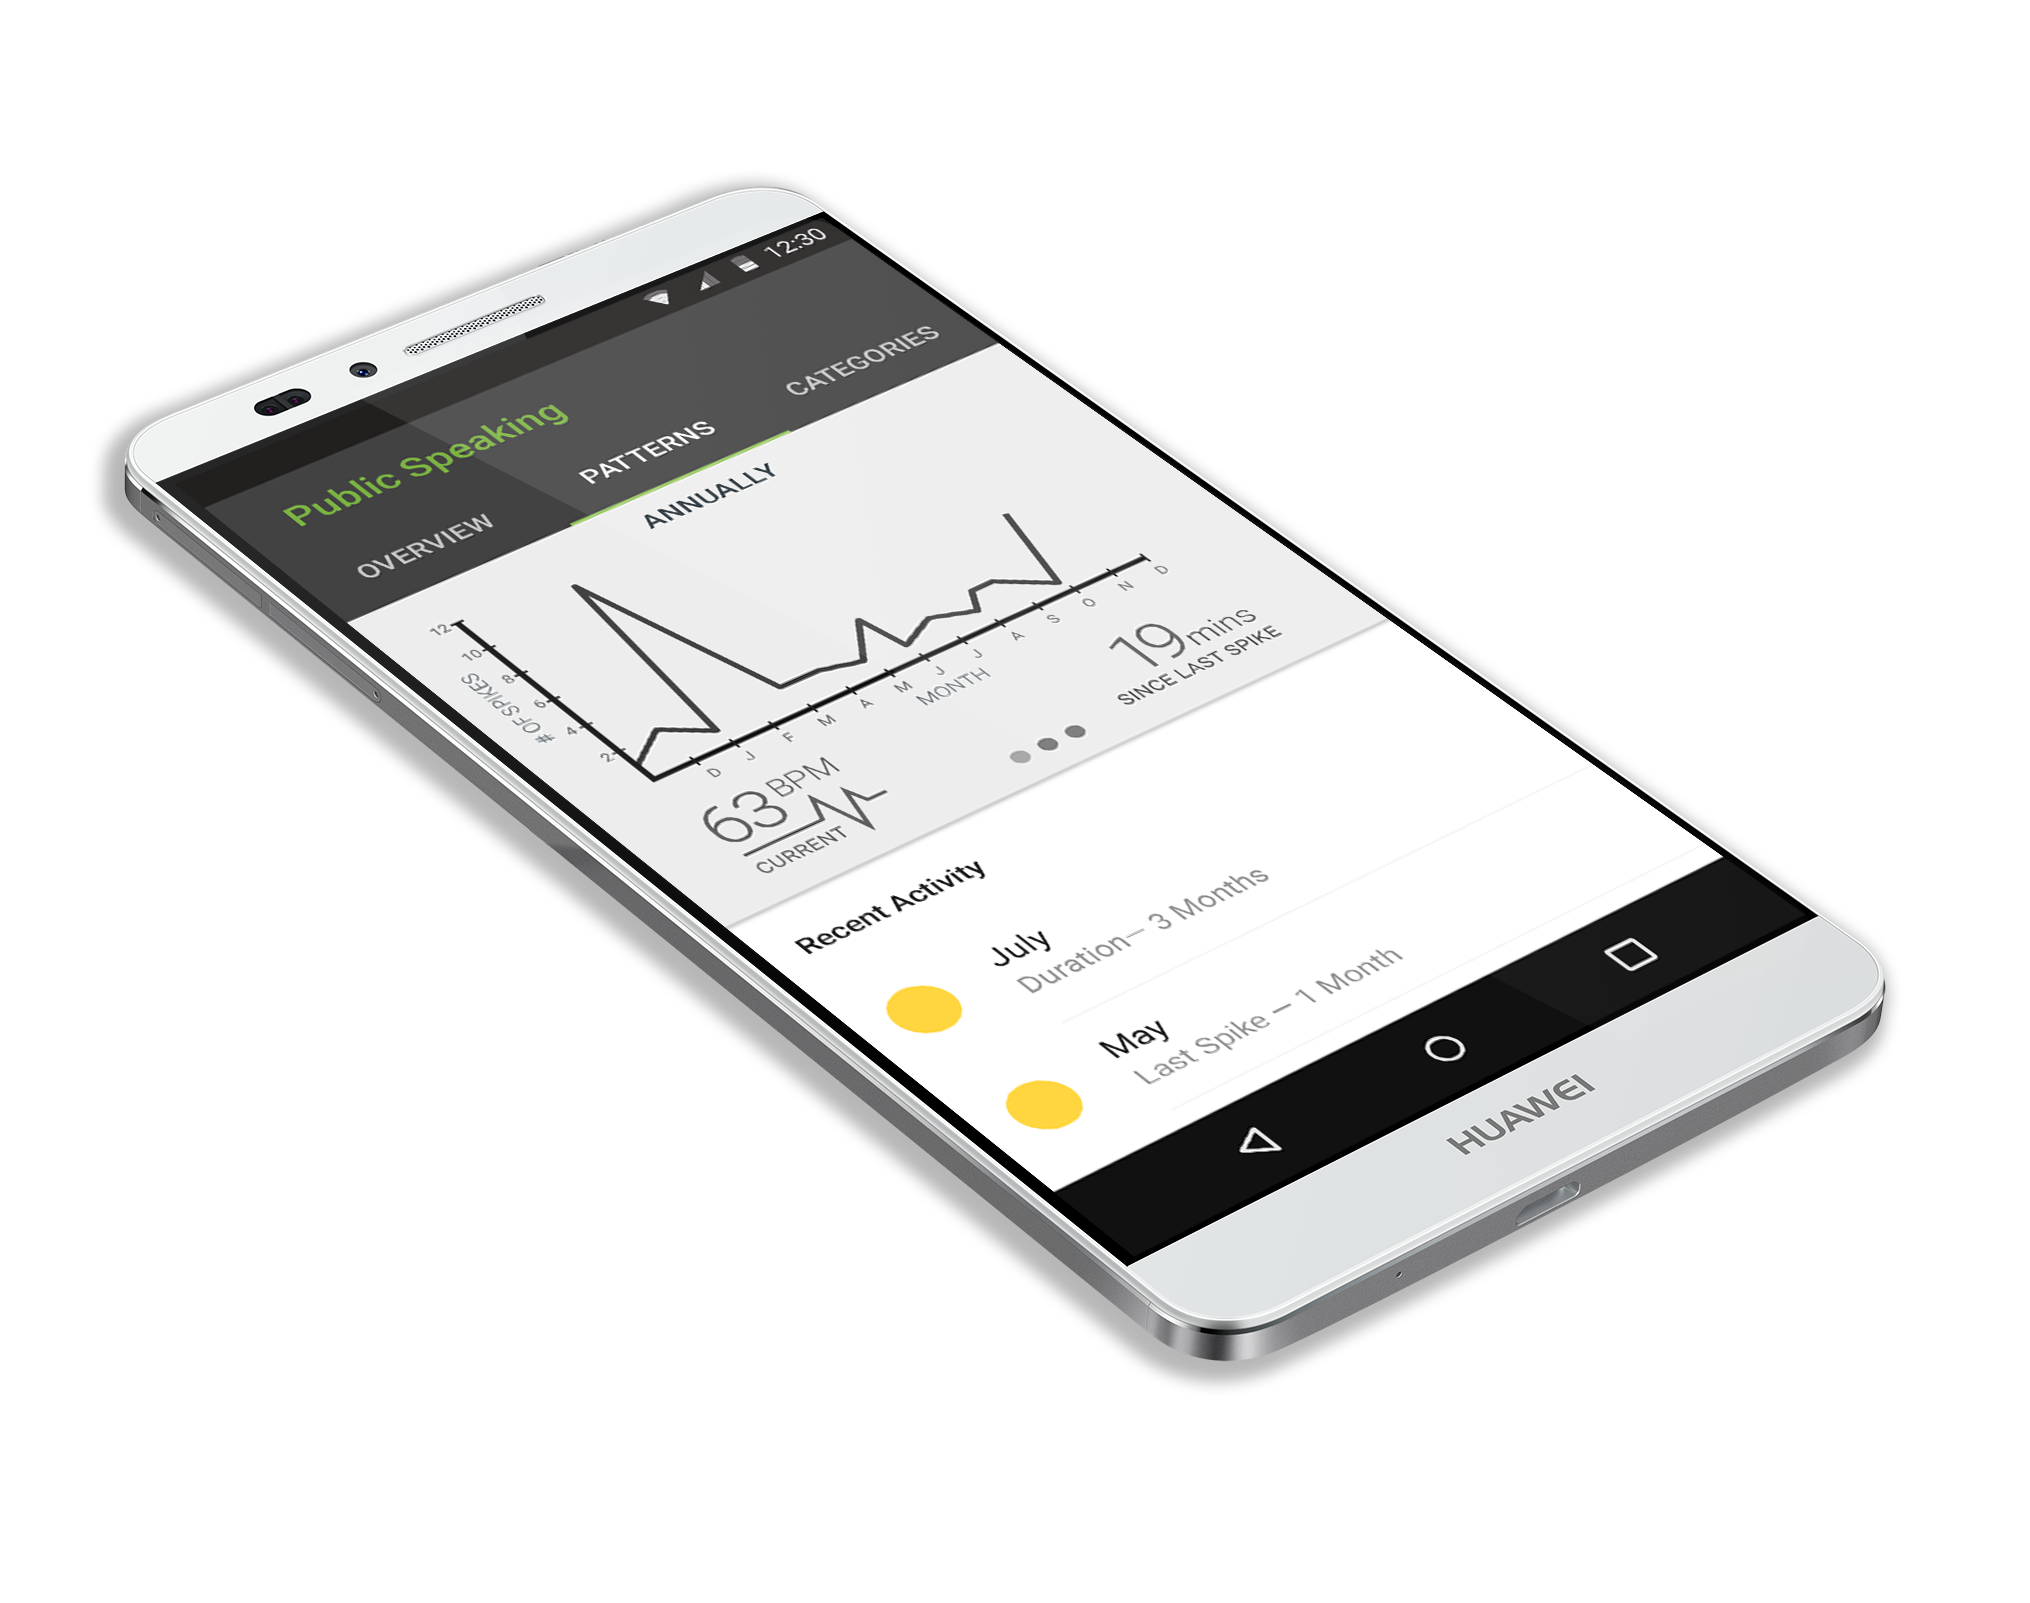 12:30
Public Speaking
OVERVIEW PATTERNS CATEGORIES
ANNUALLY
12
10
8
6
4
2
# OF SPIKES
D J F M A M J J A S O N D
MONTH
63 BPM
CURRENT
19 mins
SINCE LAST SPIKE
Recent Activity
July
Duration– 3 Months
May
Last Spike – 1 Month
HUAWEI